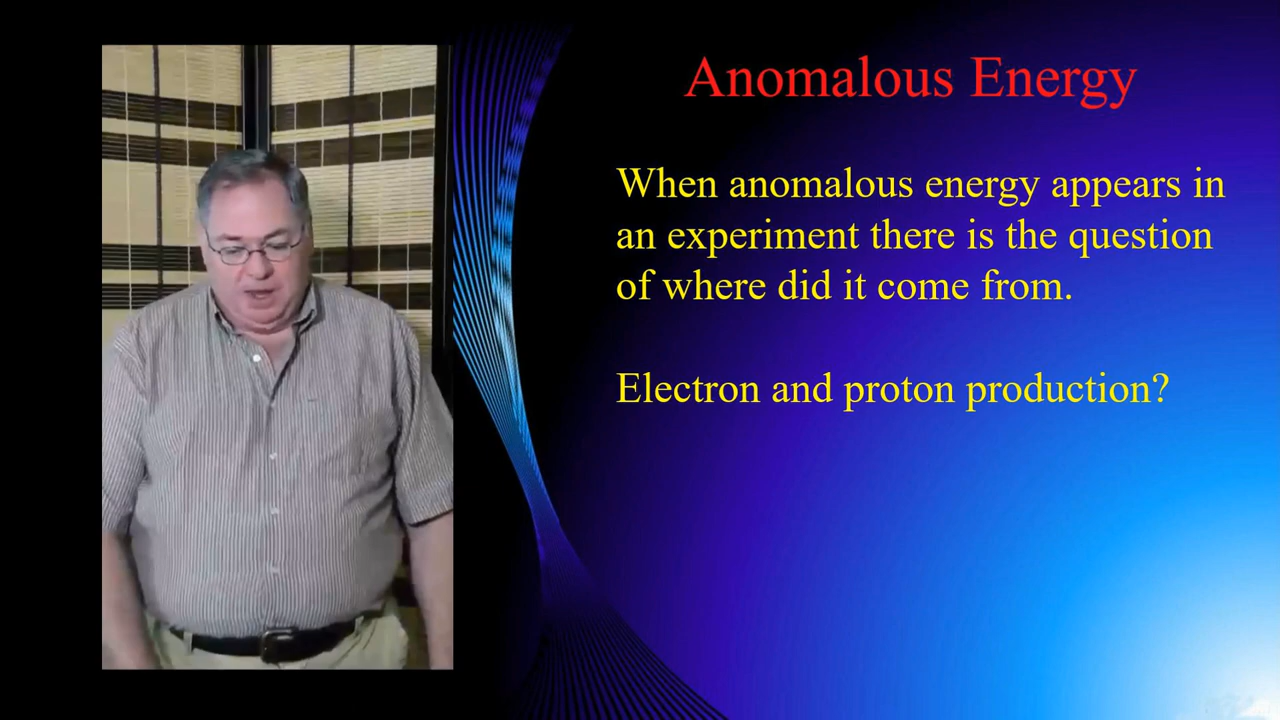 Anomalous Energy
When anomalous energy appears in
an experiment there is the question
of where did it come from.
Electron and proton production?